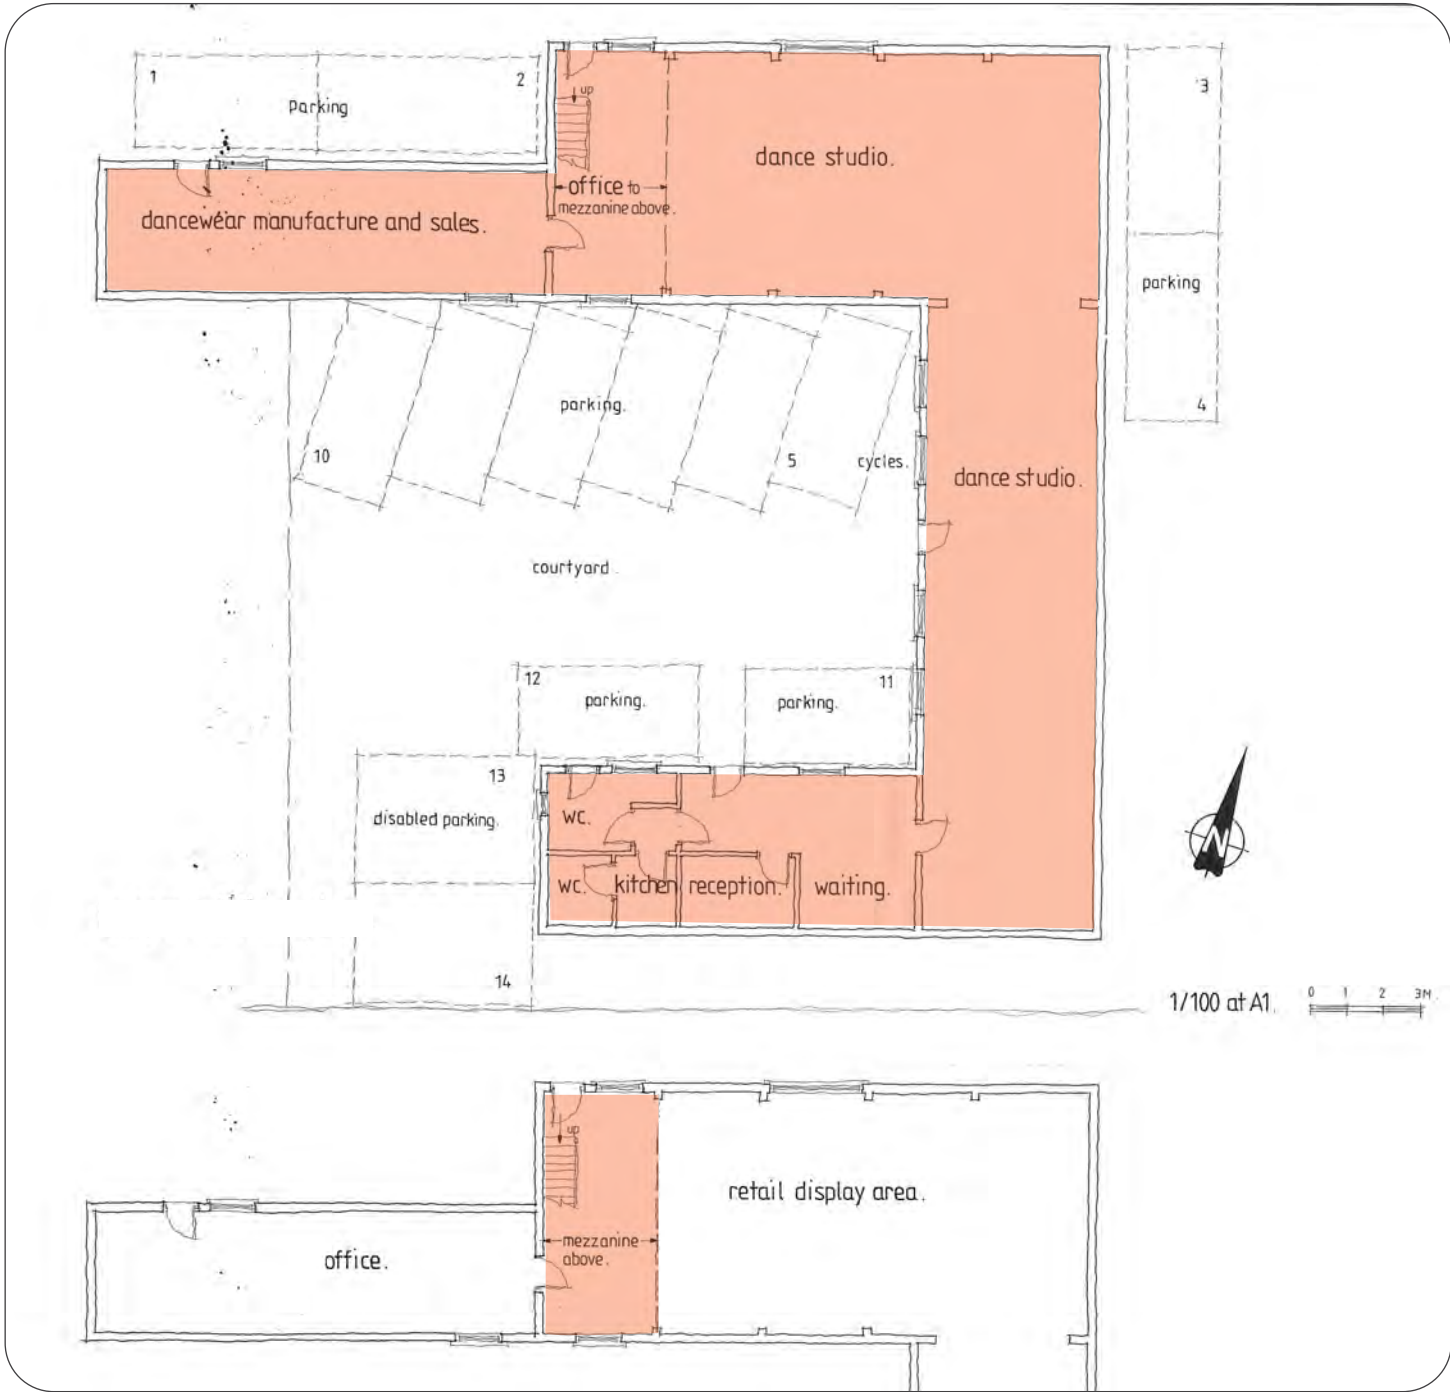 1
2
parking
up
3
dance studio.
office to
mezzanine above.
dancewear manufacture and sales.
parking
4
parking.
10
5
cycles.
dance studio.
courtyard.
12
parking.
11
parking.
13
disabled parking.
wc.
wc.
kitchen
reception.
waiting.
N
14
1/100 at A1.
0 1 2 3M.
up
retail display area.
mezzanine
above.
office.